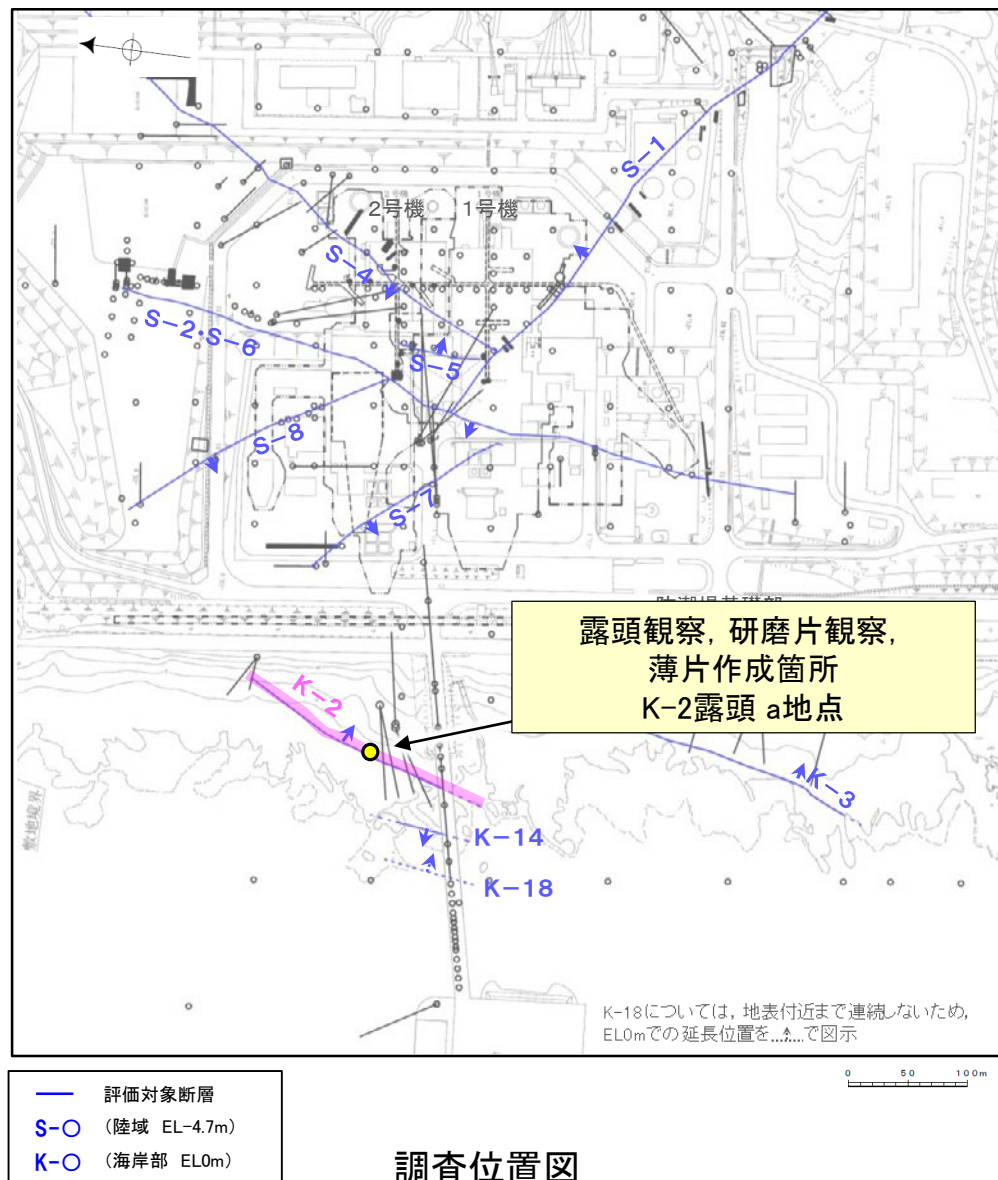 S-1
2号機
1号機
S-4
S-2・S-6
S-5
S-8
S-7
露頭観察, 研磨片観察,
薄片作成箇所
K-2露頭 a地点
K-2
K-3
敷地境界
K-14
K-18
K-18については, 地表付近まで連続しないため,
EL0mでの延長位置を...で図示
0 50 100m
評価対象断層
S-○ (陸域 EL-4.7m)
K-○ (海岸部 EL0m)
調査位置図